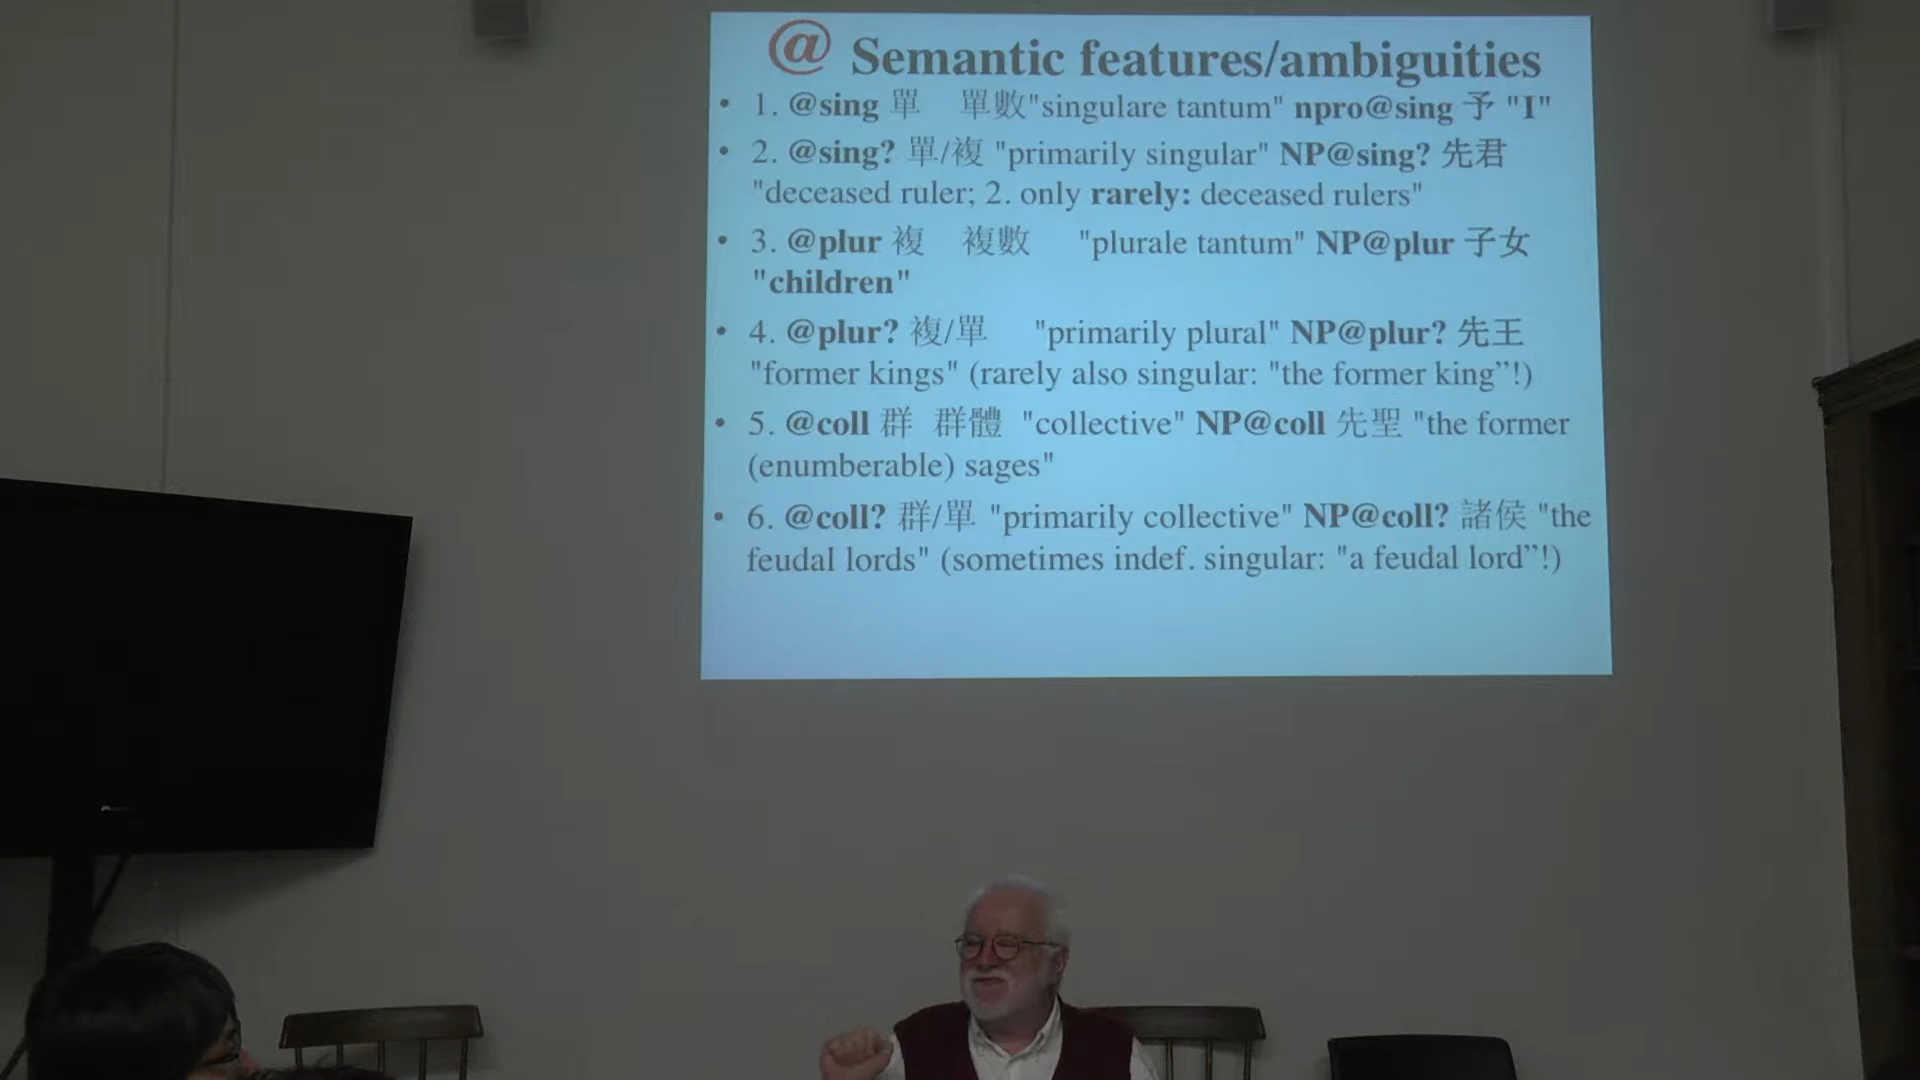 @ Semantic features/ambiguities
• 1. @sing 單 單數"singulare tantum" npro@sing 予 "I"
• 2. @sing? 單/複 "primarily singular" NP@sing? 先君
"deceased ruler; 2. only rarely: deceased rulers"
• 3. @plur 複 複數 "plurale tantum" NP@plur 子女
"children"
• 4. @plur? 複/單 "primarily plural" NP@plur? 先王
"former kings" (rarely also singular: "the former king”!)
• 5. @coll 群 群體 "collective" NP@coll 先聖 "the former
(enumberable) sages"
• 6. @coll? 群/單 "primarily collective" NP@coll? 諸侯 "the
feudal lords" (sometimes indef. singular: "a feudal lord”!)